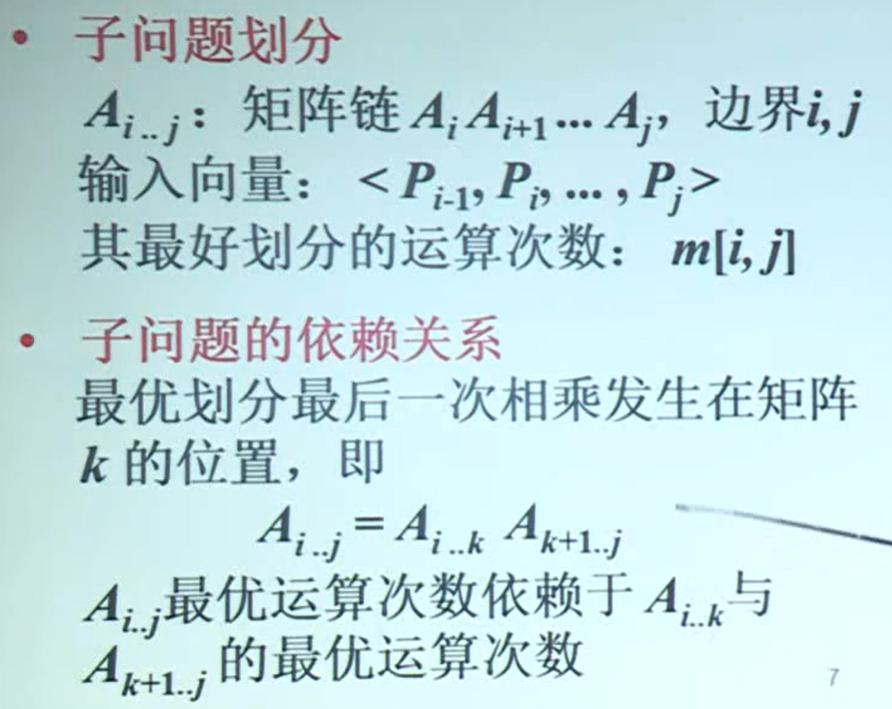 • 子问题划分
A_{i..j}：矩阵链 A_i A_{i+1} ... A_j，边界i, j
输入向量：<P_{i-1}, P_i, ... , P_j>
其最好划分的运算次数： m[i, j]
• 子问题的依赖关系
最优划分最后一次相乘发生在矩阵
k 的位置，即
A_{i..j} = A_{i..k} A_{k+1..j}
A_{i..j}最优运算次数依赖于 A_{i..k}与
A_{k+1..j} 的最优运算次数
7